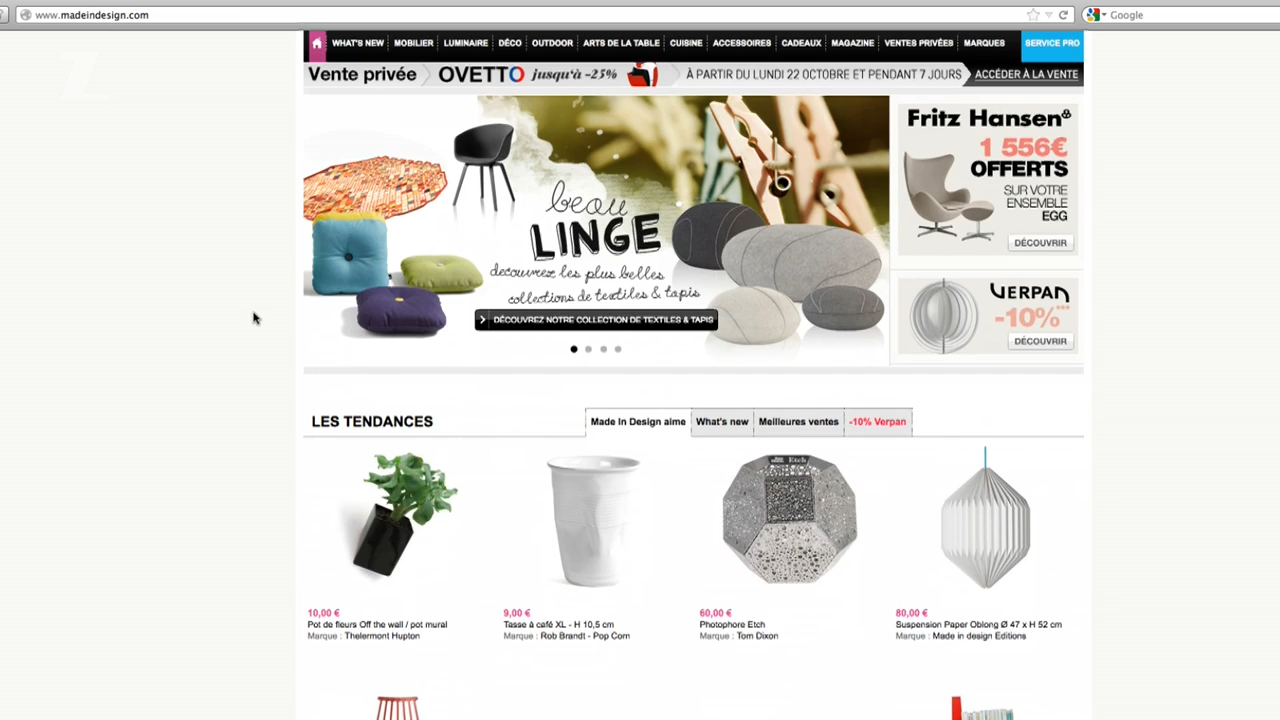 www.madeindesign.com
Google
Z
WHAT'S NEW MOBILIER LUMINAIRE DÉCO OUTDOOR ARTS DE LA TABLE CUISINE ACCESSOIRES CADEAUX MAGAZINE VENTES PRIVÉES MARQUES SERVICE PRO
Vente privée OVETTO jusqu'à -25% À PARTIR DU LUNDI 22 OCTOBRE ET PENDANT 7 JOURS ACCÉDER À LA VENTE
beau
LINGE
decouvrez les plus belles
collections de textiles & tapis
DÉCOUVREZ NOTRE COLLECTION DE TEXTILES & TAPIS
Fritz Hansen
1 556€
OFFERTS
SUR VOTRE
ENSEMBLE
EGG
DÉCOUVRIR
VERPAN
-10%***
DÉCOUVRIR
LES TENDANCES
Made In Design aime What's new Meilleures ventes -10% Verpan
Etch
10,00 €
Pot de fleurs Off the wall / pot mural
Marque : Thelermont Hupton
9,00 €
Tasse à café XL - H 10,5 cm
Marque : Rob Brandt - Pop Corn
60,00 €
Photophore Etch
Marque : Tom Dixon
80,00 €
Suspension Paper Oblong Ø 47 x H 52 cm
Marque : Made in design Editions